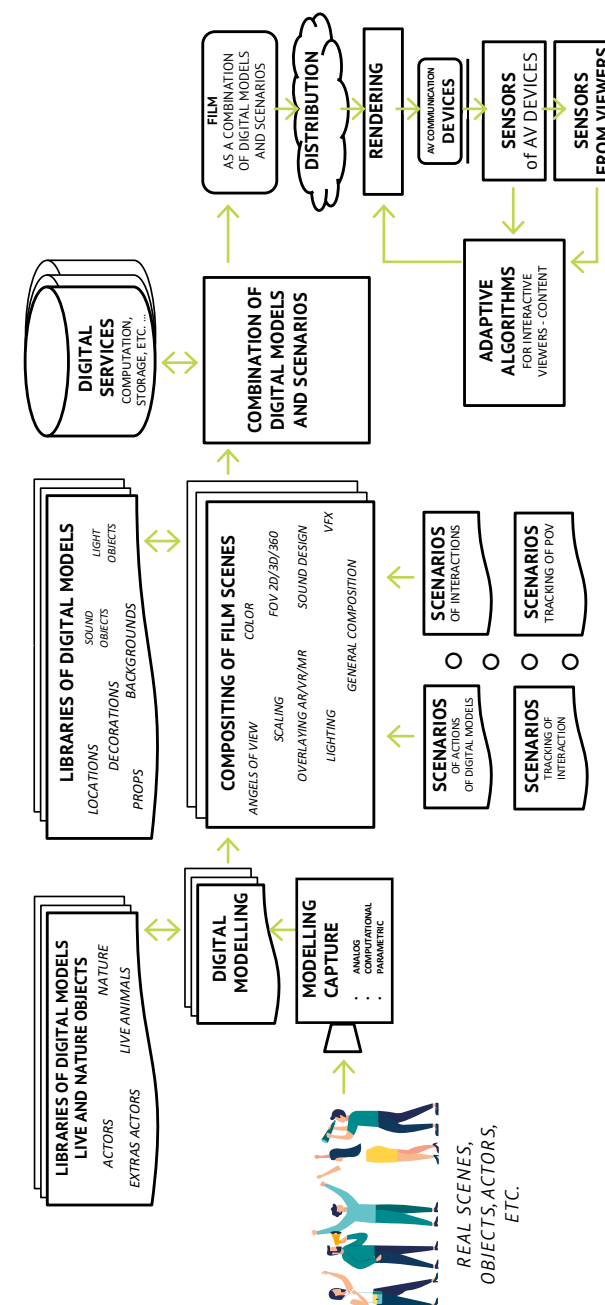 LIBRARIES OF DIGITAL MODELS
LIVE AND NATURE OBJECTS
ACTORS
NATURE
EXTRAS ACTORS
LIVE ANIMALS
DIGITAL
MODELLING
MODELLING
CAPTURE
• ANALOG
• COMPUTATIONAL
• PARAMETRIC
REAL SCENES,
OBJECTS, ACTORS,
ETC.
LIBRARIES OF DIGITAL MODELS
LOCATIONS
SOUND
OBJECTS
LIGHT
OBJECTS
DECORATIONS
PROPS
BACKGROUNDS
COMPOSITING OF FILM SCENES
ANGELS OF VIEW
COLOR
SCALING
FOV 2D/3D/360
OVERLAYING AR/VR/MR
SOUND DESIGN
LIGHTING
VFX
GENERAL COMPOSITION
SCENARIOS
OF ACTIONS
OF DIGITAL MODELS
SCENARIOS
OF INTERACTIONS
SCENARIOS
TRACKING OF
INTERACTION
SCENARIOS
TRACKING OF POV
DIGITAL
SERVICES
COMPUTATION,
STORAGE, ETC. ...
COMBINATION OF
DIGITAL MODELS
AND SCENARIOS
FILM
AS A COMBINATION
OF DIGITAL MODELS
AND SCENARIOS
DISTRIBUTION
RENDERING
AV COMMUNICATION
DEVICES
SENSORS
of AV DEVICES
SENSORS
FROM VIEWERS
ADAPTIVE
ALGORITHMS
FOR INTERACTIVE
VIEWERS - CONTENT